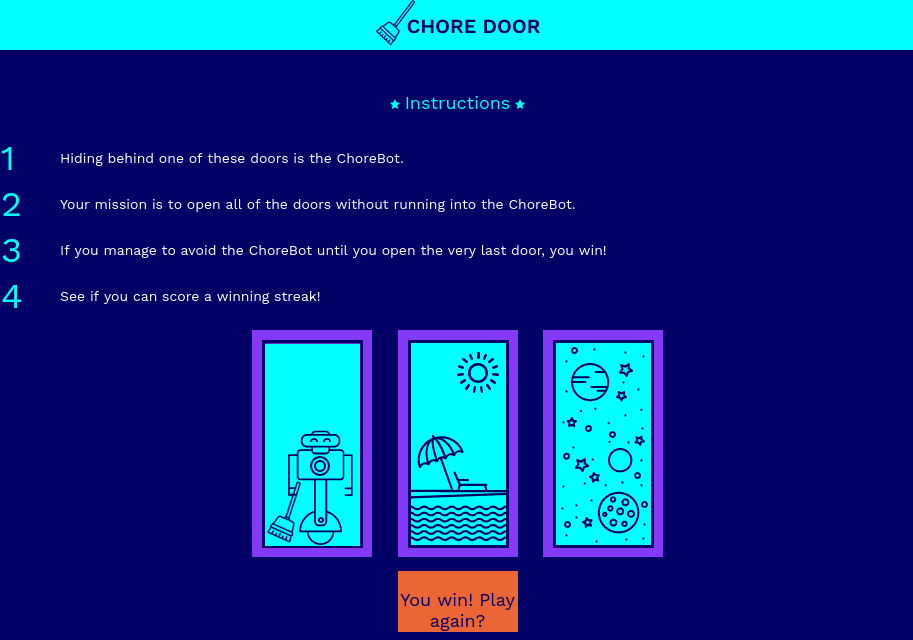 CHORE DOOR
Instructions
1 Hiding behind one of these doors is the ChoreBot.
2 Your mission is to open all of the doors without running into the ChoreBot.
3 If you manage to avoid the ChoreBot until you open the very last door, you win!
4 See if you can score a winning streak!
You win! Play
again?